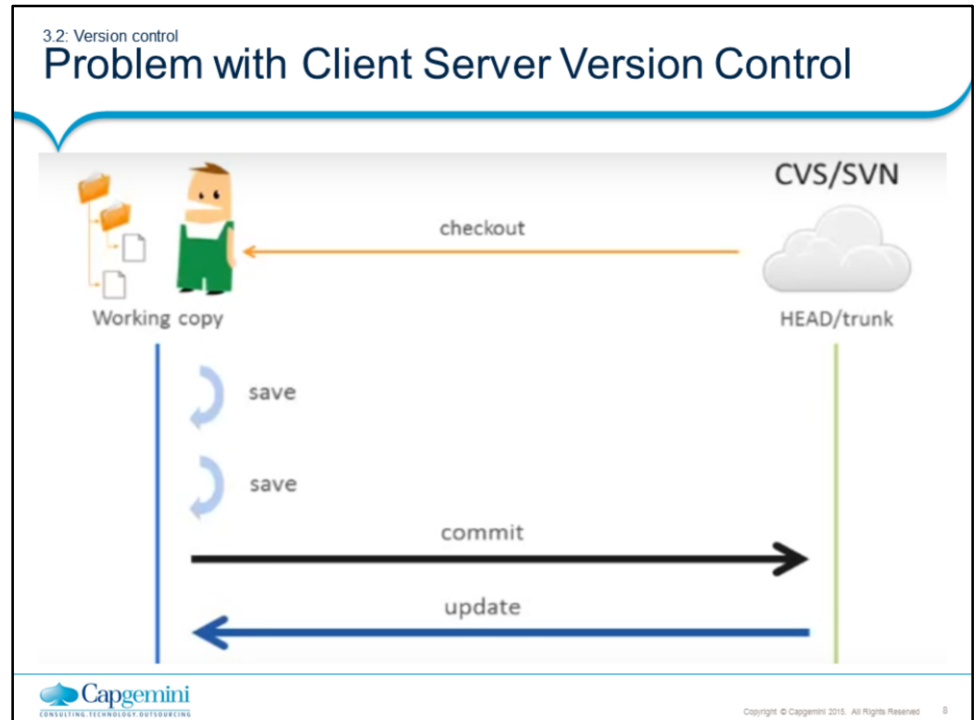 3.2: Version control
Problem with Client Server Version Control
CVS/SVN
checkout
Working copy
HEAD/trunk
save
save
commit
update
Capgemini
CONSULTING.TECHNOLOGY.OUTSOURCING
Copyright © Capgemini 2015. All Rights Reserved 8